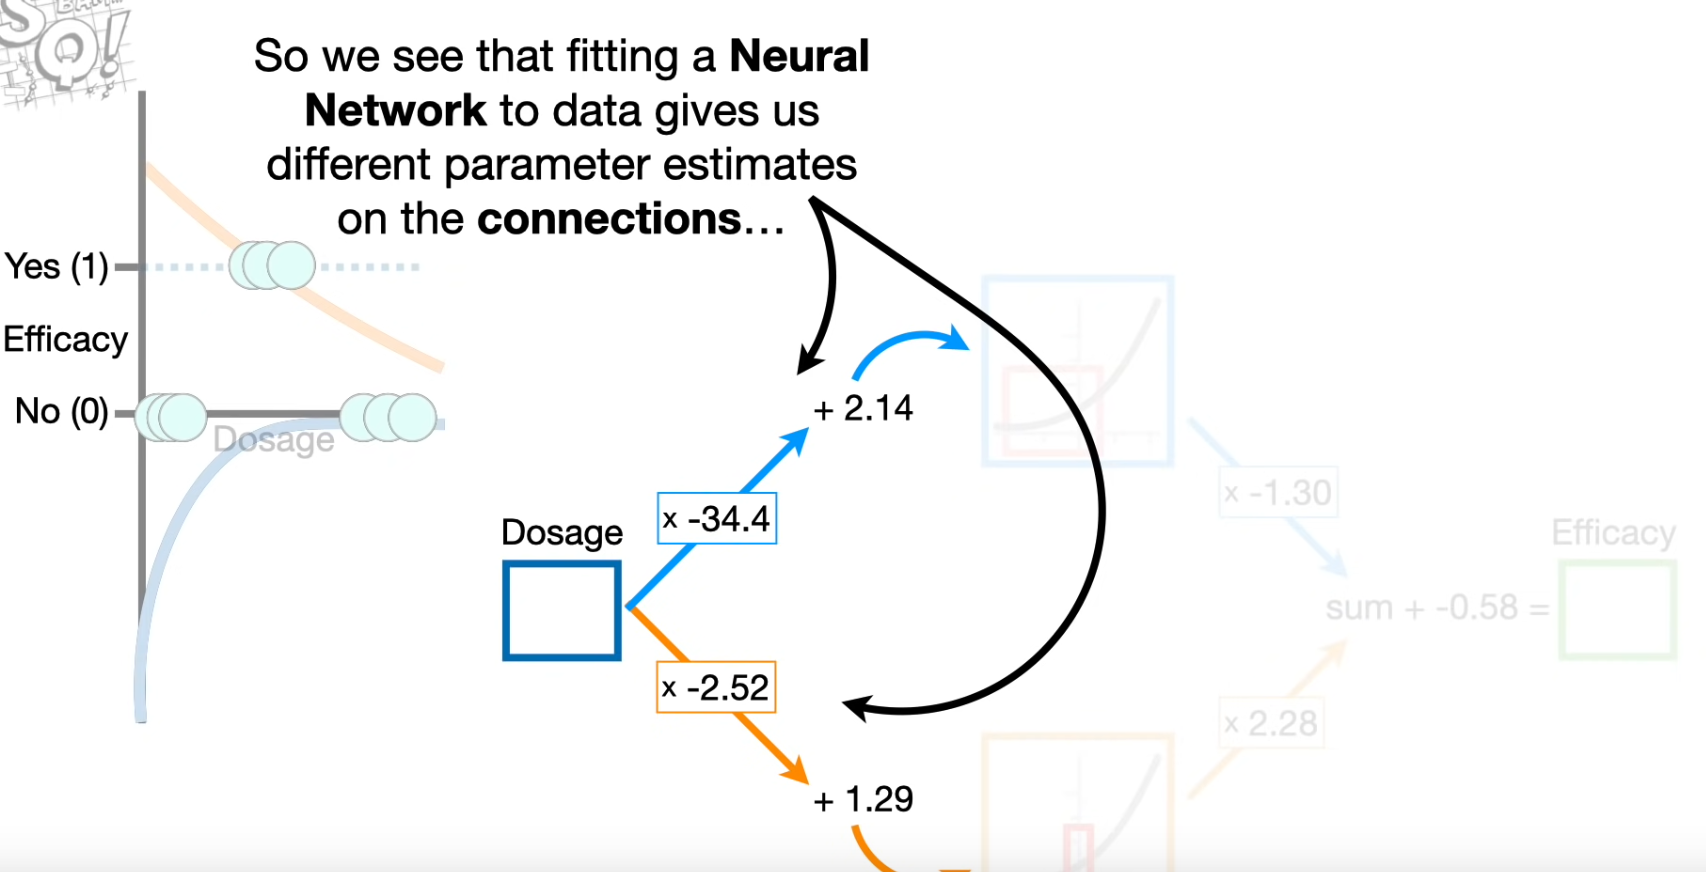 BAM...
SQ!
So we see that fitting a Neural
Network to data gives us
different parameter estimates
on the connections…
Yes (1)
Efficacy
No (0)
Dosage
+ 2.14
x -34.4
Dosage
x -2.52
+ 1.29
x -1.30
Efficacy
sum + -0.58 =
x 2.28